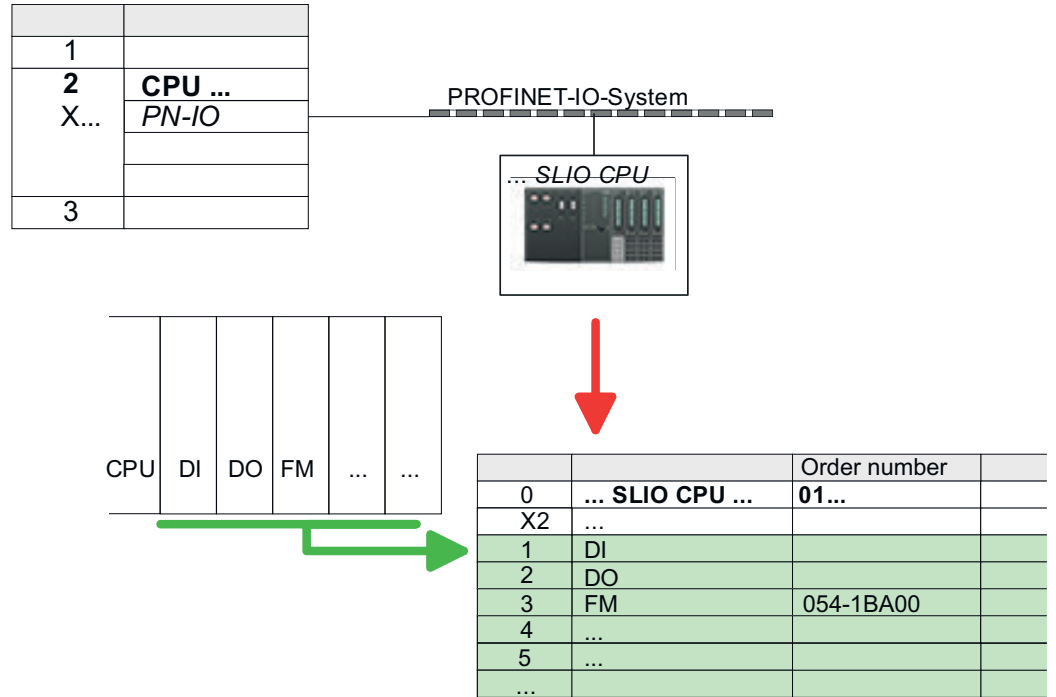 1
2 CPU ...
X... PN-IO
3
PROFINET-IO-System
... SLIO CPU
CPU DI DO FM ... ...
Order number
0 ... SLIO CPU ... 01...
X2 ...
1 DI
2 DO
3 FM 054-1BA00
4 ...
5 ...
...